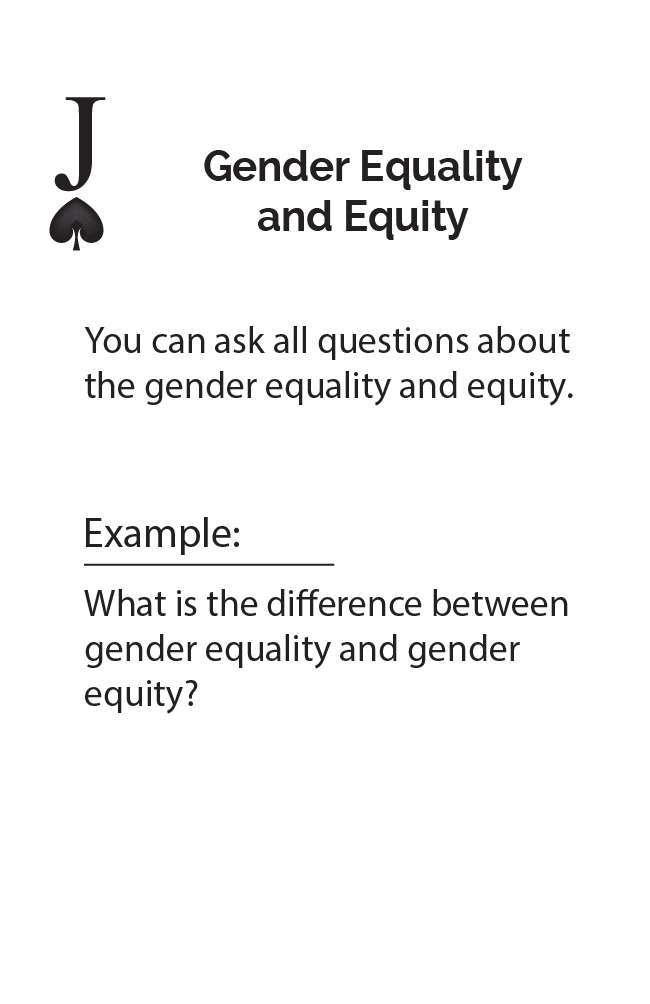 J
Gender Equality
and Equity
You can ask all questions about
the gender equality and equity.
Example:
What is the difference between
gender equality and gender
equity?